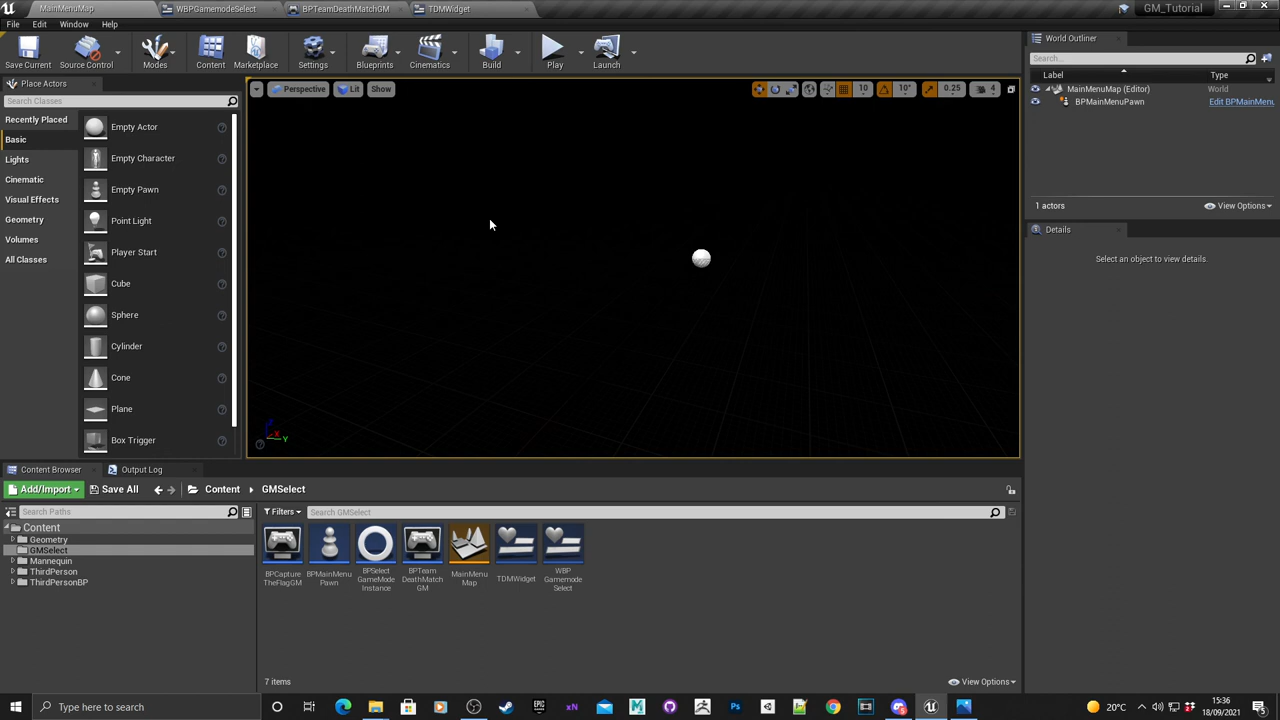 MainMenuMap
WBPGamemodeSelect
BPTeamDeathMatchGM
TDMWidget
GM_Tutorial
File Edit Window Help
Save Current
Source Control
Modes
Content
Marketplace
Settings
Blueprints
Cinematics
Build
Play
Launch
World Outliner
Search...
Label
Type
MainMenuMap (Editor)
World
BPMainMenuPawn
Edit BPMainMenu
1 actors
View Options
Details
Select an object to view details.
Place Actors
Search Classes
Recently Placed
Basic
Lights
Cinematic
Visual Effects
Geometry
Volumes
All Classes
Empty Actor
Empty Character
Empty Pawn
Point Light
Player Start
Cube
Sphere
Cylinder
Cone
Plane
Box Trigger
Perspective
Lit
Show
10
10°
0.25
4
X
Y
Content Browser
Output Log
Add/Import
Save All
Content
GMSelect
Search Paths
Filters
Search GMSelect
Content
Geometry
GMSelect
Mannequin
ThirdPerson
ThirdPersonBP
BPCapture
TheFlagGM
BPMainMenu
Pawn
BPSelect
GameMode
Instance
BPTeam
DeathMatch
GM
MainMenu
Map
TDMWidget
WBP
Gamemode
Select
7 items
View Options
Type here to search
20°C
15:36
18/09/2021